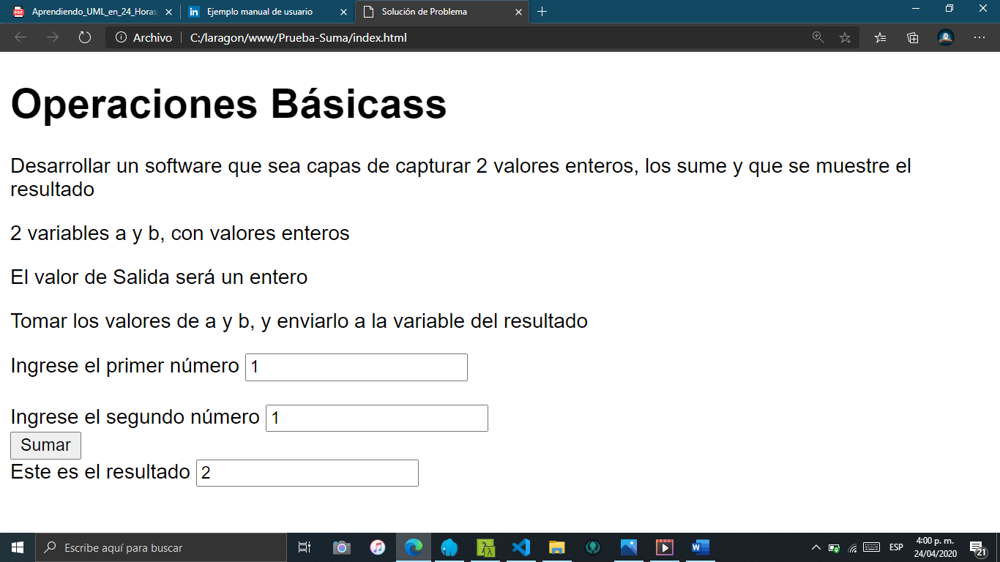 Aprendiendo_UML_en_24_Horas
Ejemplo manual de usuario
Solución de Problema
Archivo
C:/laragon/www/Prueba-Suma/index.html
Operaciones Básicass
Desarrollar un software que sea capas de capturar 2 valores enteros, los sume y que se muestre el
resultado
2 variables a y b, con valores enteros
El valor de Salida será un entero
Tomar los valores de a y b, y enviarlo a la variable del resultado
Ingrese el primer número 1
Ingrese el segundo número 1
Sumar
Este es el resultado 2
Escribe aquí para buscar
ESP
4:00 p. m.
24/04/2020
21